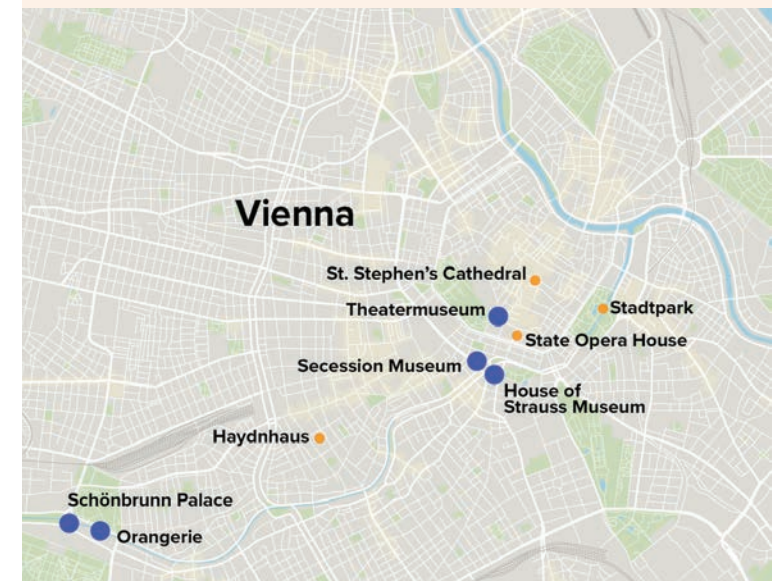 Vienna
St. Stephen's Cathedral
Theatermuseum
Stadtpark
State Opera House
Secession Museum
House of
Strauss Museum
Haydnhaus
Schönbrunn Palace
Orangerie